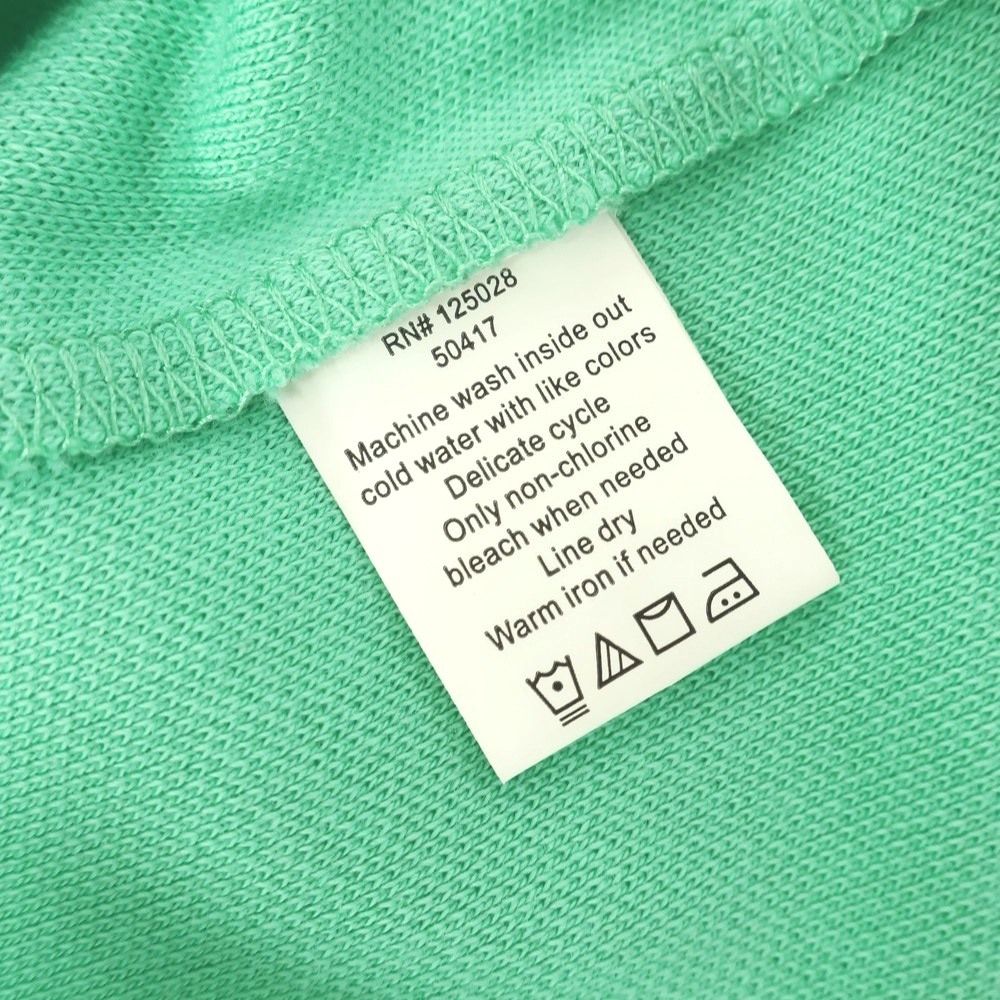 RN# 125028
50417
Machine wash inside out
cold water with like colors
Delicate cycle
Only non-chlorine
bleach when needed
Line dry
Warm iron if needed